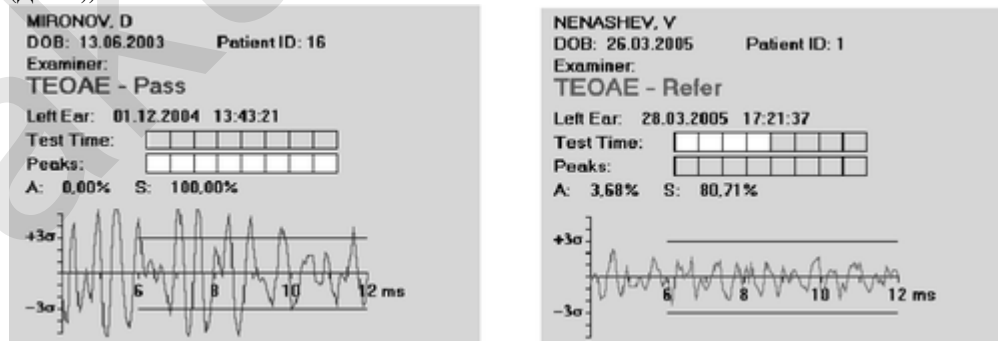 MIRONOV, D
DOB: 13.06.2003 Patient ID: 16
Examiner:
TEOAE - Pass
Left Ear: 01.12.2004 13:43:21
Test Time:
Peaks:
A: 0,00% S: 100,00%
+3σ
-3σ
6 8 10 12 ms
NENASHEV, V
DOB: 26.03.2005 Patient ID: 1
Examiner:
TEOAE - Refer
Left Ear: 28.03.2005 17:21:37
Test Time:
Peaks:
A: 3,68% S: 80,71%
+3σ
-3σ
6 8 10 12 ms